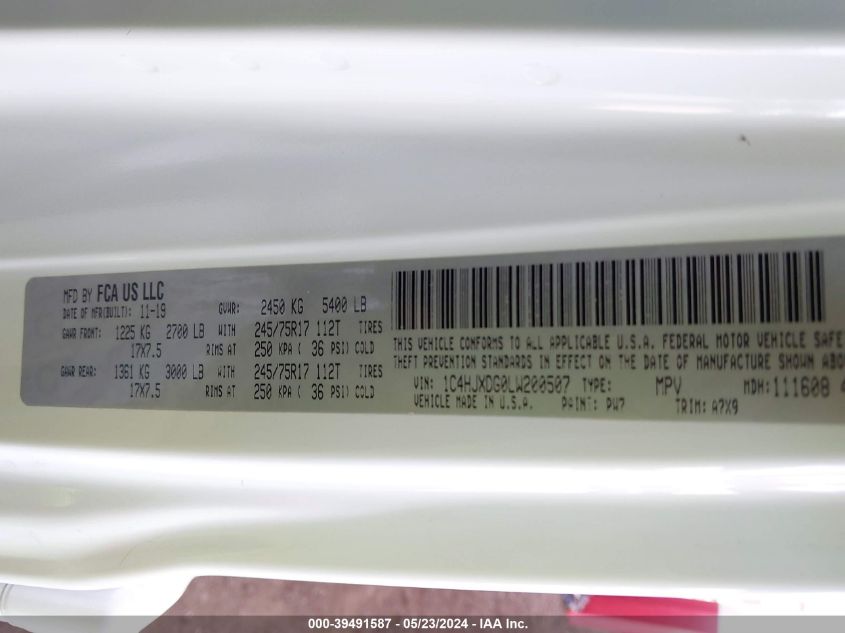 MFD BY FCA US LLC
DATE OF MFR(BUILT): 11-19 GVWR: 2450 KG 5400 LB
GAWR FRONT: 1225 KG 2700 LB WITH 245/75R17 112T TIRES
17X7.5 RIMS AT 250 KPA ( 36 PSI) COLD
GAWR REAR: 1361 KG 3000 LB WITH 245/75R17 112T TIRES
17X7.5 RIMS AT 250 KPA ( 36 PSI) COLD
THIS VEHICLE CONFORMS TO ALL APPLICABLE U.S.A. FEDERAL MOTOR VEHICLE SAFE
THEFT PREVENTION STANDARDS IN EFFECT ON THE DATE OF MANUFACTURE SHOWN ABO
VIN: 1C4HJXDG0LW200507 TYPE: MPV MDH: 111608
VEHICLE MADE IN U.S.A. PAINT: PW7 TRIM: A7X9
000-39491587 - 05/23/2024 - IAA Inc.